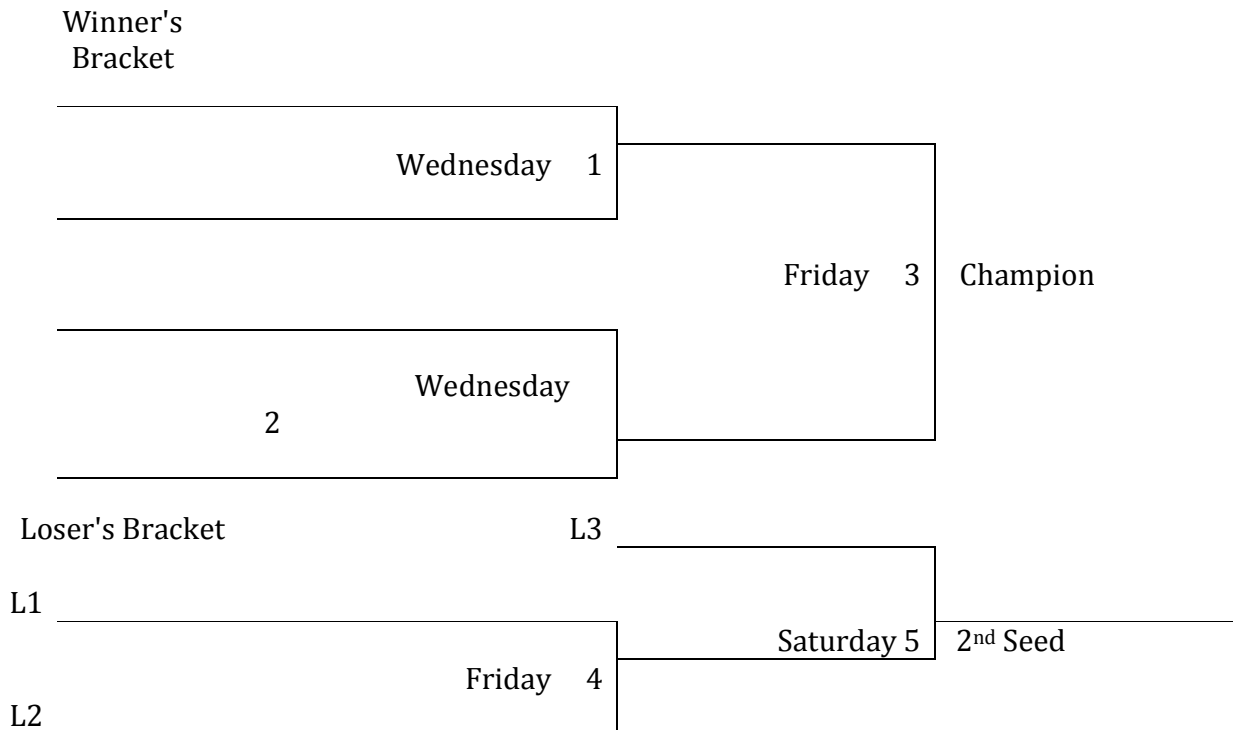 Winner's
Bracket
Wednesday 1
Friday 3 Champion
Wednesday
2
Loser's Bracket L3
L1
Saturday 5 2nd Seed
Friday 4
L2